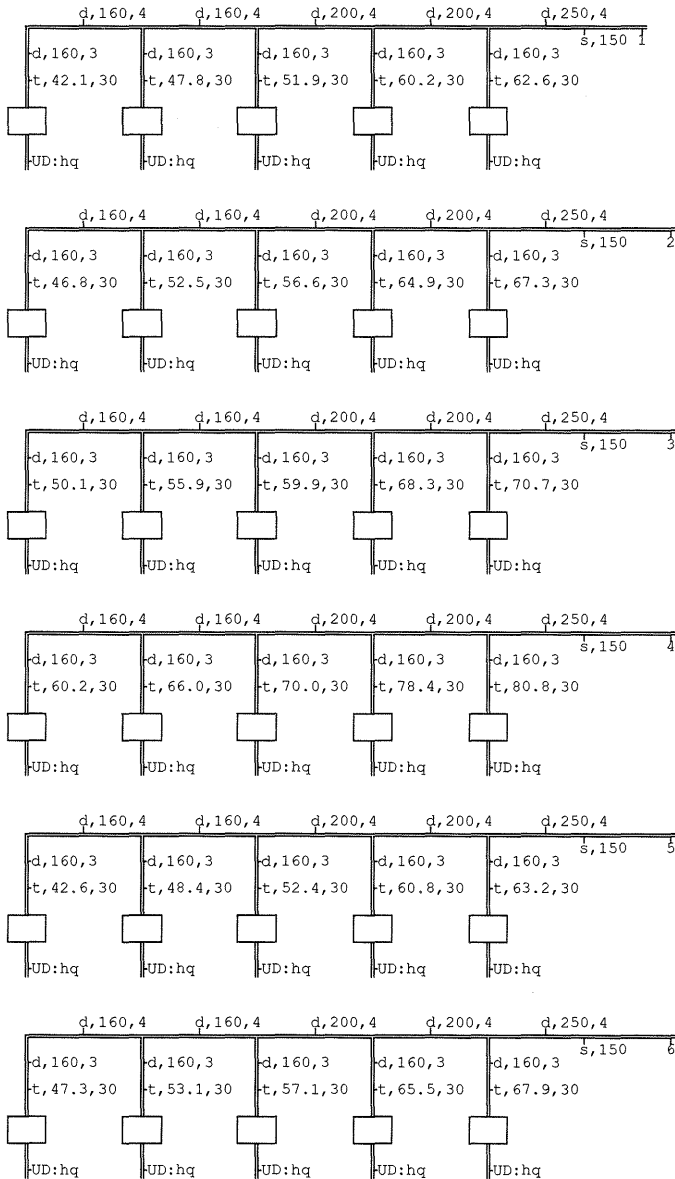 d,160,4 d,160,4 d,200,4 d,200,4 d,250,4
s,150 1
d,160,3 d,160,3 d,160,3 d,160,3 d,160,3
t,42.1,30 t,47.8,30 t,51.9,30 t,60.2,30 t,62.6,30
UD:hq UD:hq UD:hq UD:hq UD:hq
d,160,4 d,160,4 d,200,4 d,200,4 d,250,4
s,150 2
d,160,3 d,160,3 d,160,3 d,160,3 d,160,3
t,46.8,30 t,52.5,30 t,56.6,30 t,64.9,30 t,67.3,30
UD:hq UD:hq UD:hq UD:hq UD:hq
d,160,4 d,160,4 d,200,4 d,200,4 d,250,4
s,150 3
d,160,3 d,160,3 d,160,3 d,160,3 d,160,3
t,50.1,30 t,55.9,30 t,59.9,30 t,68.3,30 t,70.7,30
UD:hq UD:hq UD:hq UD:hq UD:hq
d,160,4 d,160,4 d,200,4 d,200,4 d,250,4
s,150 4
d,160,3 d,160,3 d,160,3 d,160,3 d,160,3
t,60.2,30 t,66.0,30 t,70.0,30 t,78.4,30 t,80.8,30
UD:hq UD:hq UD:hq UD:hq UD:hq
d,160,4 d,160,4 d,200,4 d,200,4 d,250,4
s,150 5
d,160,3 d,160,3 d,160,3 d,160,3 d,160,3
t,42.6,30 t,48.4,30 t,52.4,30 t,60.8,30 t,63.2,30
UD:hq UD:hq UD:hq UD:hq UD:hq
d,160,4 d,160,4 d,200,4 d,200,4 d,250,4
s,150 6
d,160,3 d,160,3 d,160,3 d,160,3 d,160,3
t,47.3,30 t,53.1,30 t,57.1,30 t,65.5,30 t,67.9,30
UD:hq UD:hq UD:hq UD:hq UD:hq